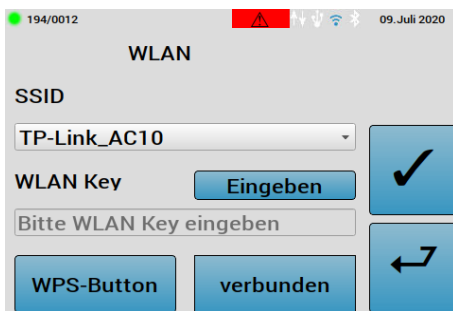 194/0012 09.Juli 2020
WLAN
SSID
TP-Link_AC10
WLAN Key Eingeben
Bitte WLAN Key eingeben
WPS-Button verbunden